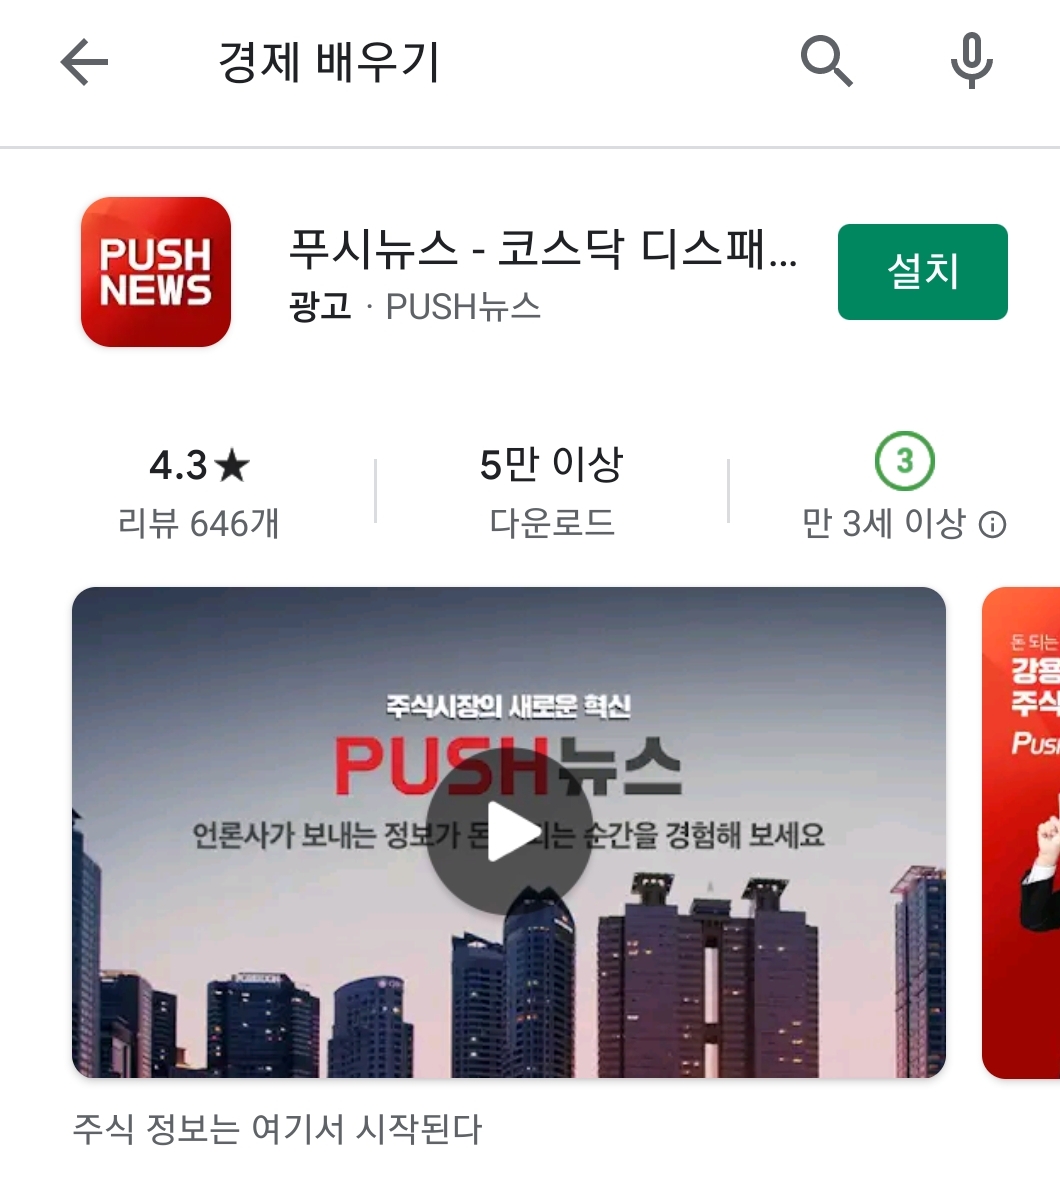 경제 배우기
PUSH
NEWS
푸시뉴스 - 코스닥 디스패...
광고 · PUSH뉴스
설치
4.3★
리뷰 646개
5만 이상
다운로드
3
만 3세 이상
주식시장의 새로운 혁신
PUSH뉴스
언론사가 보내는 정보가 돈 되는 순간을 경험해 보세요
돈 되는
강용
주식
주식 정보는 여기서 시작된다